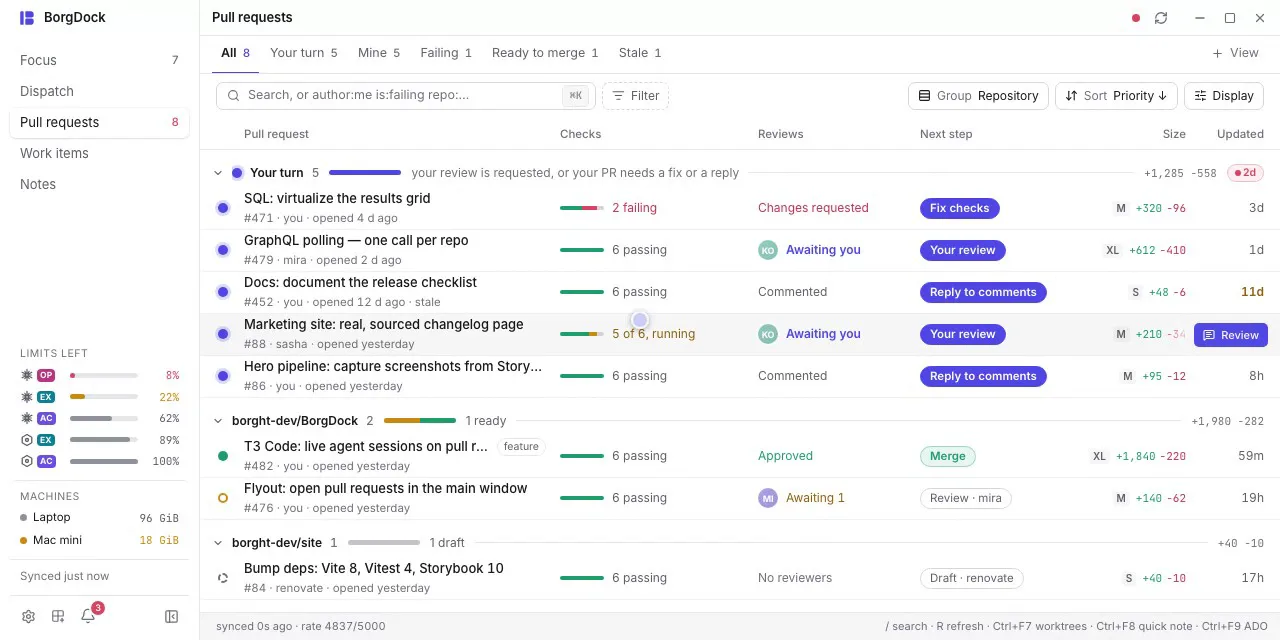 BorgDock
Pull requests
Focus 7
Dispatch
Pull requests 8
Work items
Notes
LIMITS LEFT
OP 8%
EX 22%
AC 62%
EX 89%
AC 100%
MACHINES
Laptop 96 GiB
Mac mini 18 GiB
Synced just now
3
All 8 Your turn 5 Mine 5 Failing 1 Ready to merge 1 Stale 1 + View
Search, or author:me is:failing repo:... ⌘K Filter Group Repository Sort Priority ↓ Display
Pull request Checks Reviews Next step Size Updated
Your turn 5 your review is requested, or your PR needs a fix or a reply +1,285 -558 2d
SQL: virtualize the results grid
#471 · you · opened 4 d ago
2 failing Changes requested Fix checks M +320 -96 3d
GraphQL polling — one call per repo
#479 · mira · opened 2 d ago
6 passing KO Awaiting you Your review XL +612 -410 1d
Docs: document the release checklist
#452 · you · opened 12 d ago · stale
6 passing Commented Reply to comments S +48 -6 11d
Marketing site: real, sourced changelog page
#88 · sasha · opened yesterday
5 of 6, running KO Awaiting you Your review M +210 -34 Review
Hero pipeline: capture screenshots from Story...
#86 · you · opened yesterday
6 passing Commented Reply to comments M +95 -12 8h
borght-dev/BorgDock 2 1 ready +1,980 -282
T3 Code: live agent sessions on pull r... feature
#482 · you · opened yesterday
6 passing Approved Merge XL +1,840 -220 59m
Flyout: open pull requests in the main window
#476 · you · opened yesterday
6 passing MI Awaiting 1 Review · mira M +140 -62 19h
borght-dev/site 1 1 draft +40 -10
Bump deps: Vite 8, Vitest 4, Storybook 10
#84 · renovate · opened yesterday
6 passing No reviewers Draft · renovate S +40 -10 17h
synced 0s ago · rate 4837/5000
/ search · R refresh · Ctrl+F7 worktrees · Ctrl+F8 quick note · Ctrl+F9 ADO